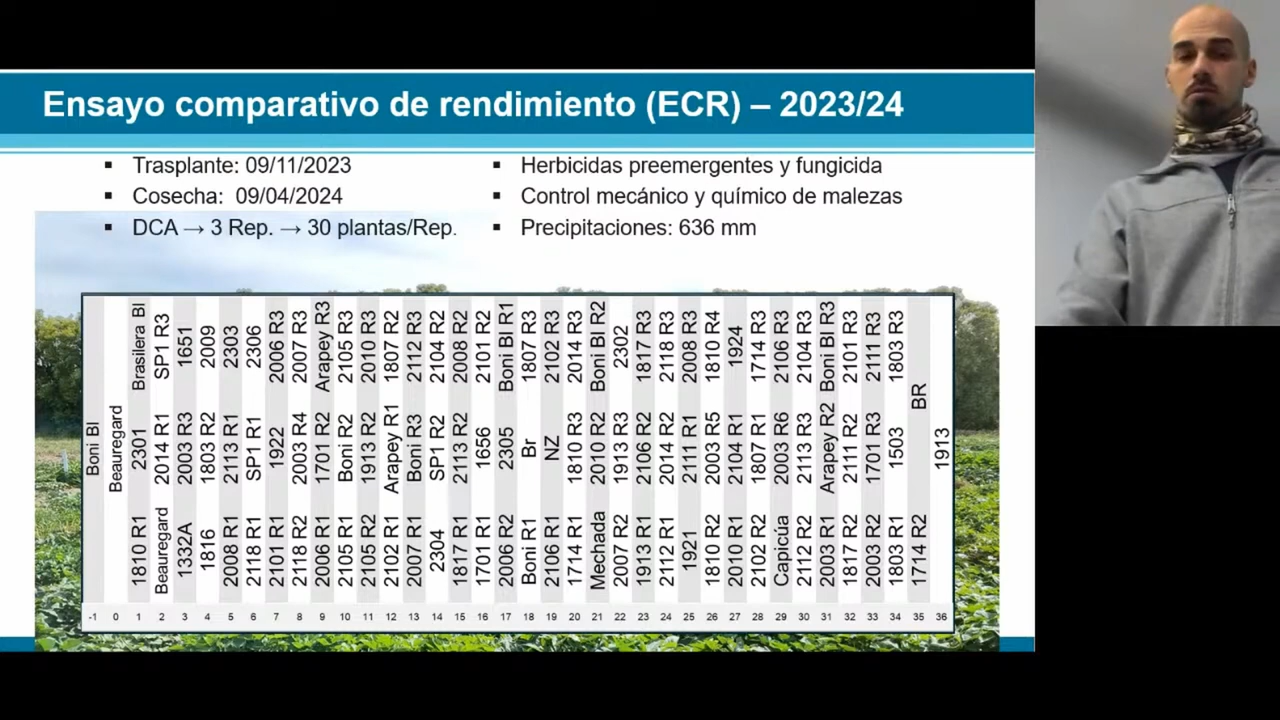 Ensayo comparativo de rendimiento (ECR) – 2023/24
▪ Trasplante: 09/11/2023
▪ Cosecha: 09/04/2024
▪ DCA → 3 Rep. → 30 plantas/Rep.
▪ Herbicidas preemergentes y fungicida
▪ Control mecánico y químico de malezas
▪ Precipitaciones: 636 mm
Brasilera Bl SP1 R3 1651 2009 2303 2306 2006 R3 2007 R3 Arapey R3 2105 R3 2010 R3 1807 R2 2112 R3 2104 R2 2008 R2 2101 R2 Boni Bl R1 1807 R3 2102 R3 2014 R3 Boni Bl R2 2302 1817 R3 2118 R3 2008 R3 1810 R4 1924 1714 R3 2106 R3 2104 R3 Boni Bl R3 2101 R3 2111 R3 1803 R3 BR
Boni Bl Beauregard 2301 2014 R1 2003 R3 1803 R2 2113 R1 SP1 R1 1922 2003 R4 1701 R2 Boni R2 1913 R2 Arapey R1 Boni R3 SP1 R2 2113 R2 1656 2305 Br NZ 1810 R3 2010 R2 1913 R3 2106 R2 2014 R2 2111 R1 2003 R5 2104 R1 1807 R1 2003 R6 2113 R3 Arapey R2 2111 R2 1701 R3 1503 1913
1810 R1 Beauregard 1332A 1816 2008 R1 2118 R1 2101 R1 2118 R2 2006 R1 2105 R1 2105 R2 2102 R1 2007 R1 2304 1817 R1 1701 R1 2006 R2 Boni R1 2106 R1 1714 R1 Mechada 2007 R2 1913 R1 2112 R1 1921 1810 R2 2010 R1 2102 R2 Capicúa 2112 R2 2003 R1 1817 R2 2003 R2 1803 R1 1714 R2
-1 0 1 2 3 4 5 6 7 8 9 10 11 12 13 14 15 16 17 18 19 20 21 22 23 24 25 26 27 28 29 30 31 32 33 34 35 36